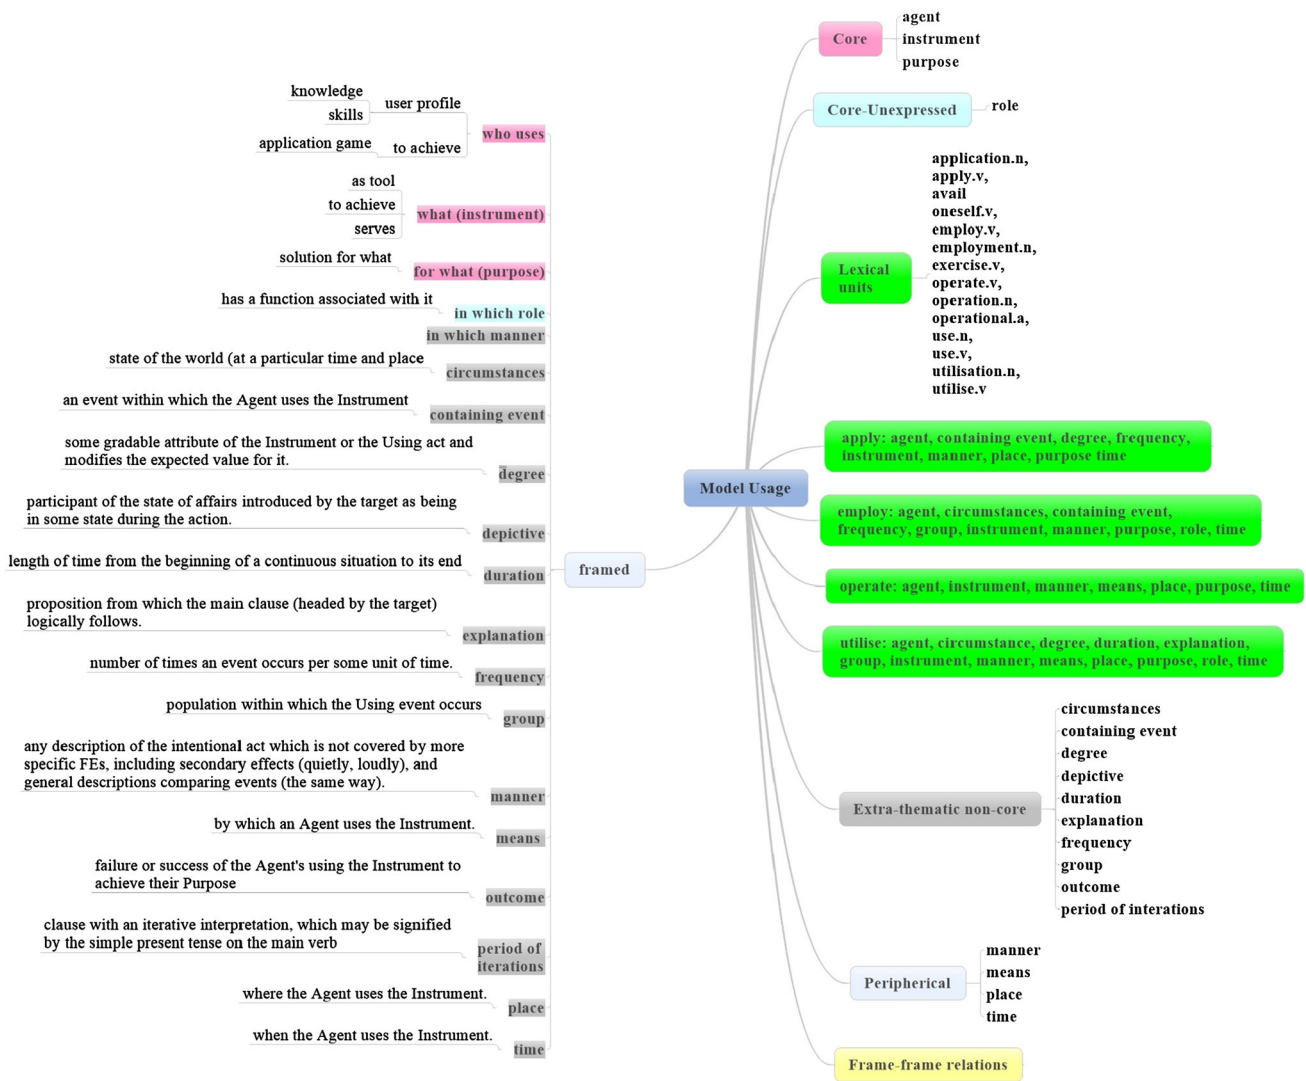 Model Usage
Core
agent
instrument
purpose
Core-Unexpressed
role
Lexical
units
application.n,
apply.v,
avail
oneself.v,
employ.v,
employment.n,
exercise.v,
operate.v,
operation.n,
operational.a,
use.n,
use.v,
utilisation.n,
utilise.v
apply: agent, containing event, degree, frequency,
instrument, manner, place, purpose time
employ: agent, circumstances, containing event,
frequency, group, instrument, manner, purpose, role, time
operate: agent, instrument, manner, means, place, purpose, time
utilise: agent, circumstance, degree, duration, explanation,
group, instrument, manner, means, place, purpose, role, time
Extra-thematic non-core
circumstances
containing event
degree
depictive
duration
explanation
frequency
group
outcome
period of interations
Peripherical
manner
means
place
time
Frame-frame relations
framed
who uses
user profile
knowledge
skills
to achieve
application game
what (instrument)
as tool
to achieve
serves
for what (purpose)
solution for what
in which role
has a function associated with it
in which manner
circumstances
state of the world (at a particular time and place
containing event
an event within which the Agent uses the Instrument
degree
some gradable attribute of the Instrument or the Using act and
modifies the expected value for it.
depictive
participant of the state of affairs introduced by the target as being
in some state during the action.
duration
length of time from the beginning of a continuous situation to its end
explanation
proposition from which the main clause (headed by the target)
logically follows.
frequency
number of times an event occurs per some unit of time.
group
population within which the Using event occurs
manner
any description of the intentional act which is not covered by more
specific FEs, including secondary effects (quietly, loudly), and
general descriptions comparing events (the same way).
means
by which an Agent uses the Instrument.
outcome
failure or success of the Agent's using the Instrument to
achieve their Purpose
period of
iterations
clause with an iterative interpretation, which may be signified
by the simple present tense on the main verb
place
where the Agent uses the Instrument.
time
when the Agent uses the Instrument.